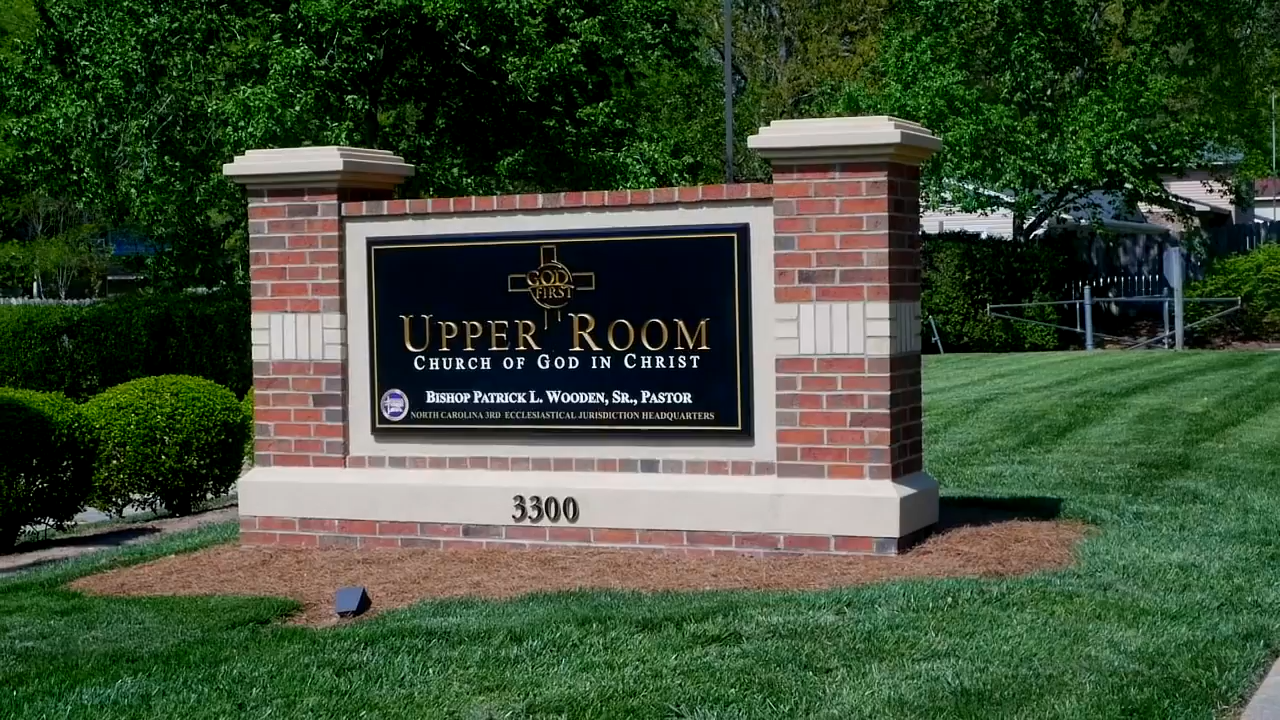 GOD
FIRST
UPPER ROOM
CHURCH OF GOD IN CHRIST
BISHOP PATRICK L. WOODEN, SR., PASTOR
NORTH CAROLINA 3RD ECCLESIASTICAL JURISDICTION HEADQUARTERS
3300